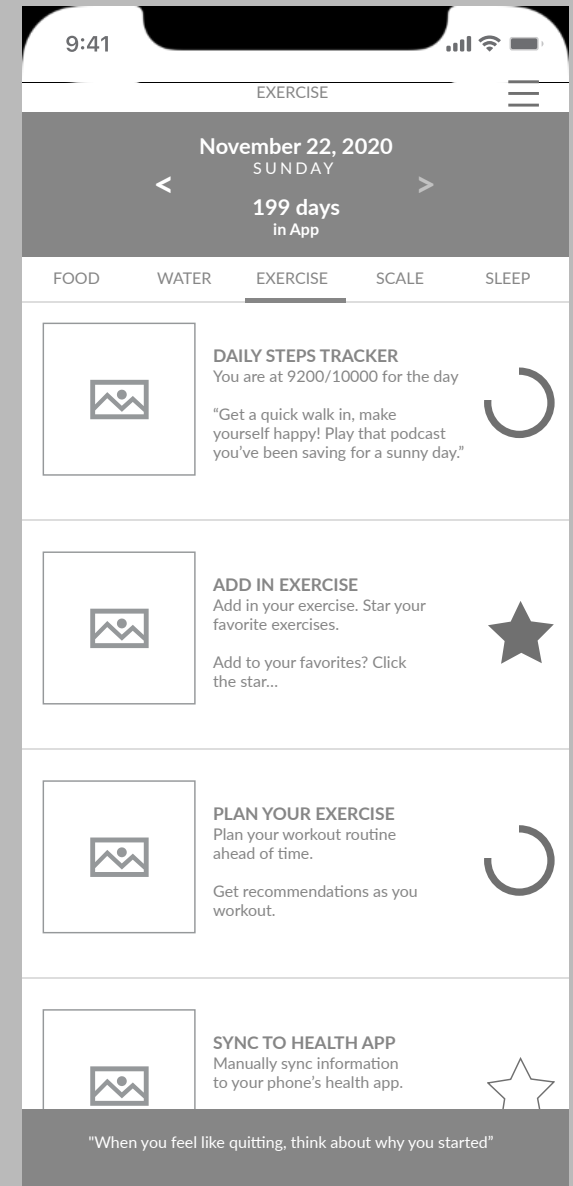 9:41
EXERCISE
November 22, 2020
SUNDAY
<
>
199 days
in App
FOOD WATER EXERCISE SCALE SLEEP
DAILY STEPS TRACKER
You are at 9200/10000 for the day
“Get a quick walk in, make
yourself happy! Play that podcast
you’ve been saving for a sunny day.”
ADD IN EXERCISE
Add in your exercise. Star your
favorite exercises.
Add to your favorites? Click
the star...
PLAN YOUR EXERCISE
Plan your workout routine
ahead of time.
Get recommendations as you
workout.
SYNC TO HEALTH APP
Manually sync information
to your phone’s health app.
"When you feel like quitting, think about why you started”